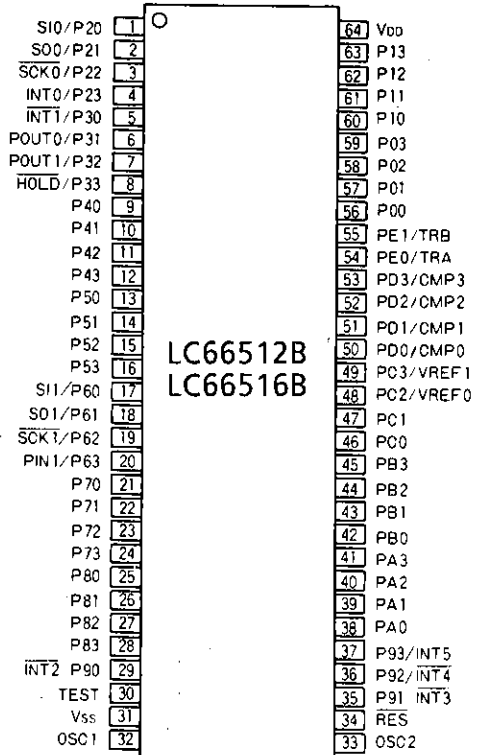 SI0/P20 1
SO0/P21 2
SCK0/P22 3
INT0/P23 4
INT1/P30 5
POUT0/P31 6
POUT1/P32 7
HOLD/P33 8
P40 9
P41 10
P42 11
P43 12
P50 13
P51 14
P52 15
P53 16
SI1/P60 17
SO1/P61 18
SCK1/P62 19
PIN1/P63 20
P70 21
P71 22
P72 23
P73 24
P80 25
P81 26
P82 27
P83 28
INT2 P90 29
TEST 30
Vss 31
OSC1 32
LC66512B
LC66516B
64 VDD
63 P13
62 P12
61 P11
60 P10
59 P03
58 P02
57 P01
56 P00
55 PE1/TRB
54 PE0/TRA
53 PD3/CMP3
52 PD2/CMP2
51 PD1/CMP1
50 PD0/CMP0
49 PC3/VREF1
48 PC2/VREF0
47 PC1
46 PC0
45 PB3
44 PB2
43 PB1
42 PB0
41 PA3
40 PA2
39 PA1
38 PA0
37 P93/INT5
36 P92/INT4
35 P91 INT3
34 RES
33 OSC2